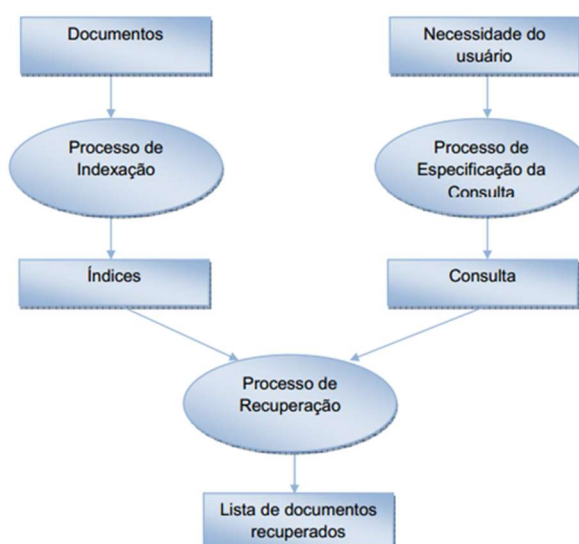 Documentos
Necessidade do
usuário
Processo de
Indexação
Processo de
Especificação da
Consulta
Índices
Consulta
Processo de
Recuperação
Lista de documentos
recuperados